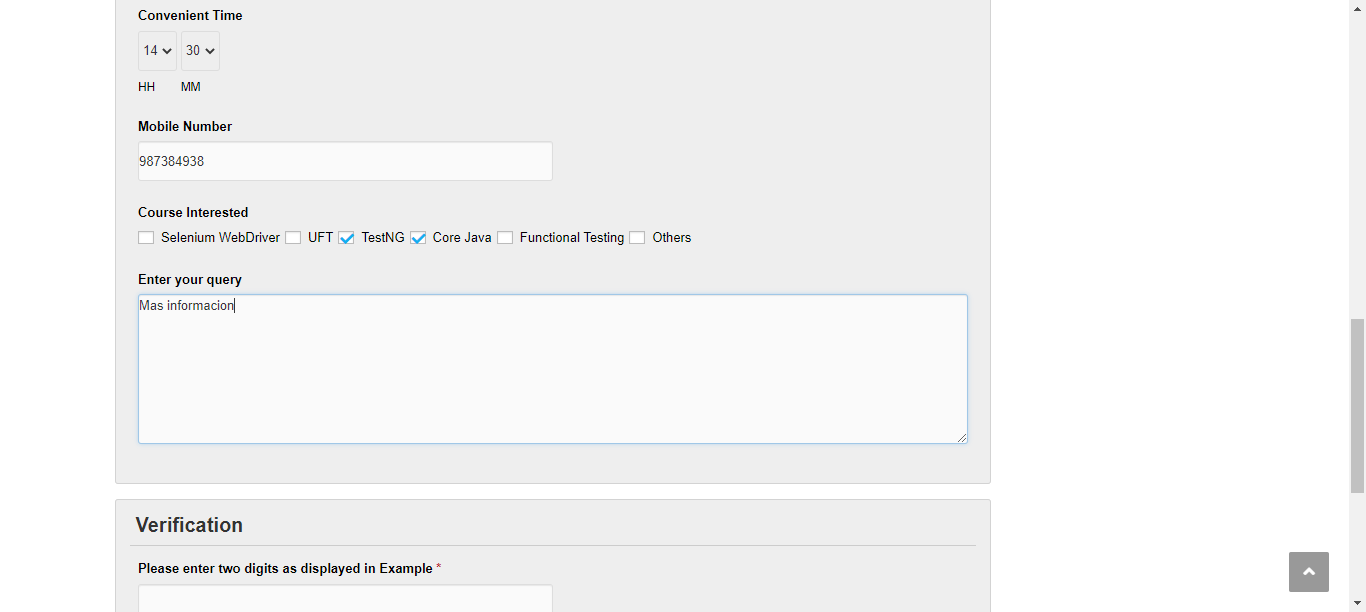 Convenient Time
14 30
HH MM
Mobile Number
987384938
Course Interested
Selenium WebDriver UFT TestNG Core Java Functional Testing Others
Enter your query
Mas informacion
Verification
Please enter two digits as displayed in Example *